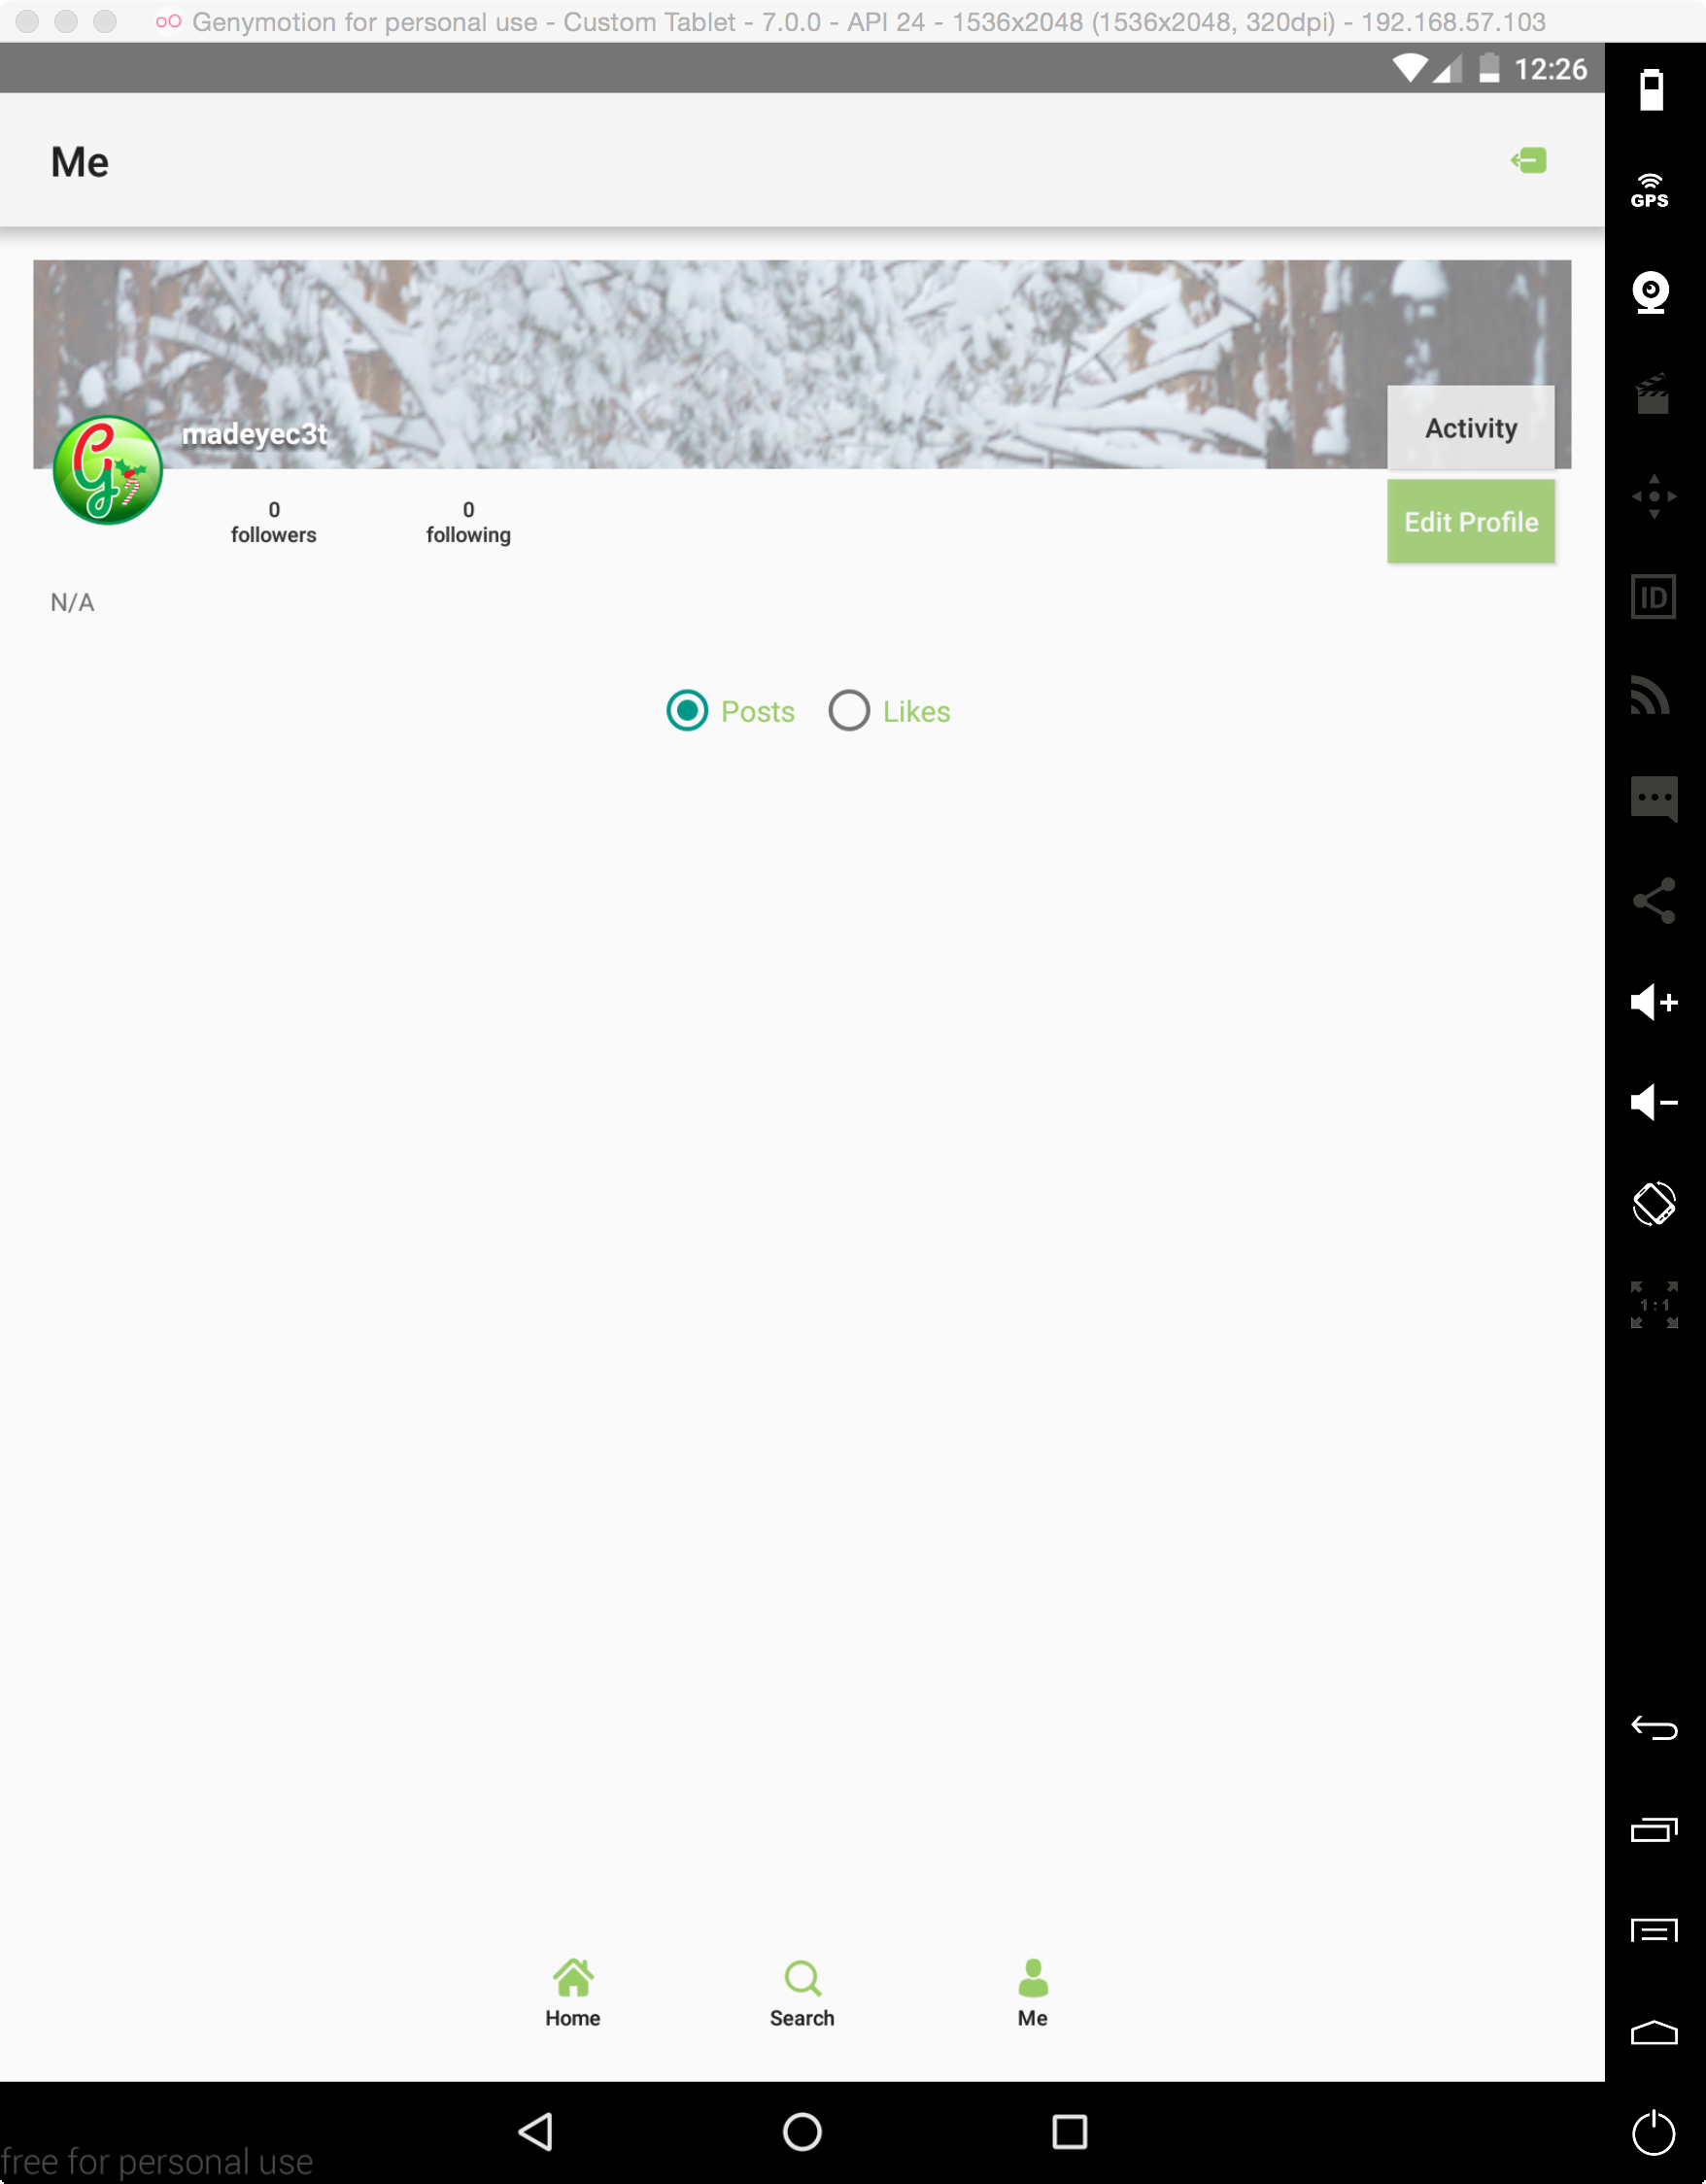 Genymotion for personal use - Custom Tablet - 7.0.0 - API 24 - 1536x2048 (1536x2048, 320dpi) - 192.168.57.103
12:26
Me
GPS
madeyec3t
Activity
0
followers
0
following
Edit Profile
N/A
ID
Posts
Likes
1:1
Home
Search
Me
free for personal use